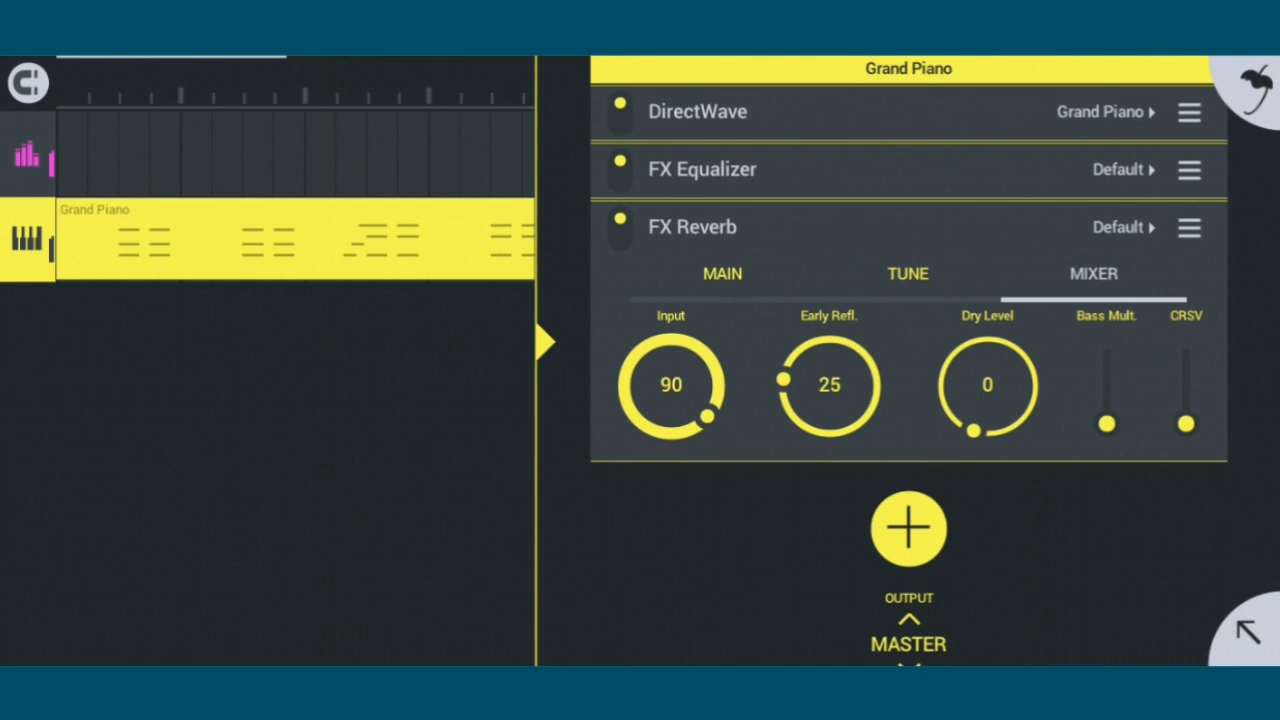 Grand Piano
Grand Piano
DirectWave
Grand Piano
FX Equalizer
Default
FX Reverb
Default
MAIN
TUNE
MIXER
Input
Early Refl.
Dry Level
Bass Mult.
CRSV
90
25
0
OUTPUT
MASTER